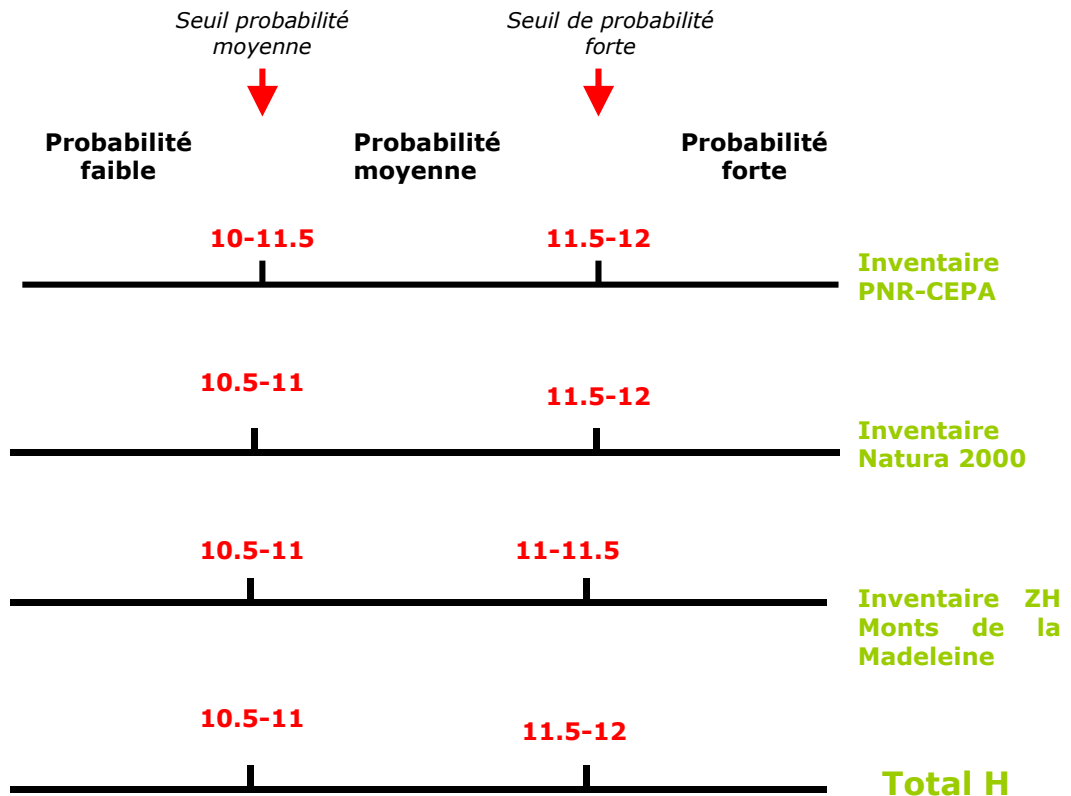 Seuil probabilité
moyenne
Seuil de probabilité
forte
Probabilité
faible
Probabilité
moyenne
Probabilité
forte
10-11.5
11.5-12
Inventaire
PNR-CEPA
10.5-11
11.5-12
Inventaire
Natura 2000
10.5-11
11-11.5
Inventaire ZH
Monts de la
Madeleine
10.5-11
11.5-12
Total H